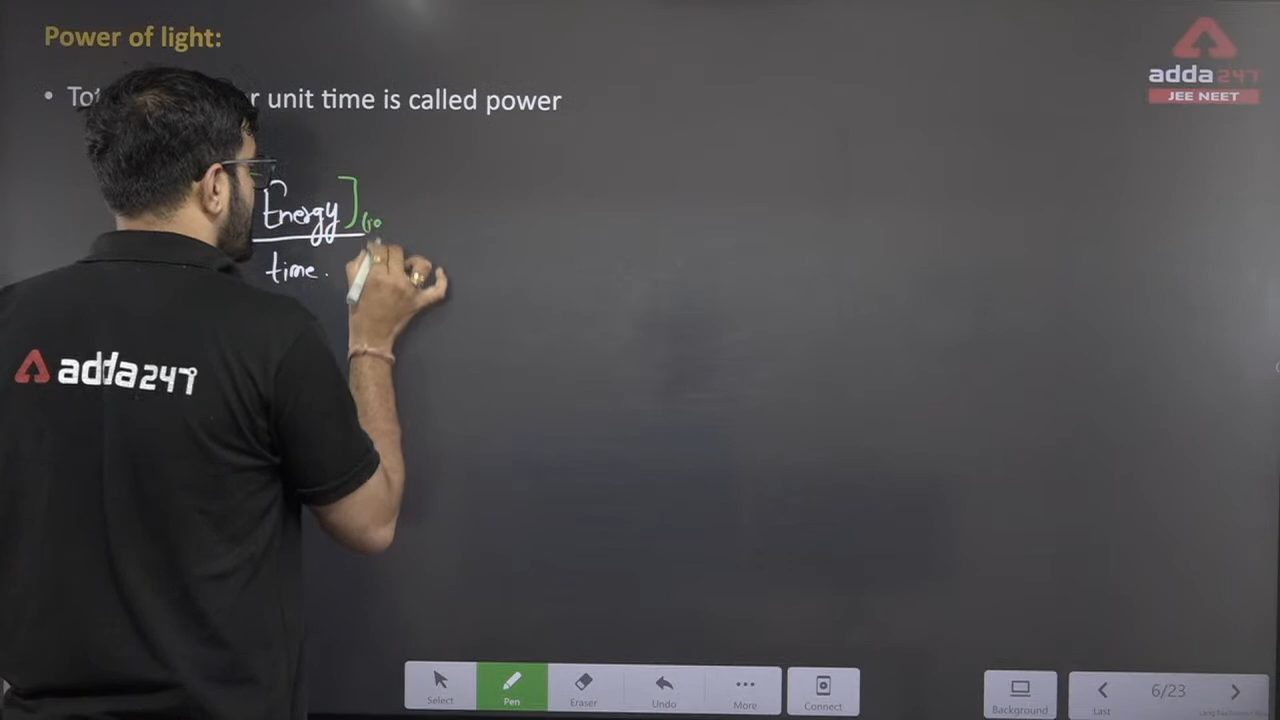 Power of light:
adda247
JEE NEET
• Tot r unit time is called power
Energy]
time.
adda247
Select
Pen
Eraser
Undo
More
Connect
Background
Last
6/23